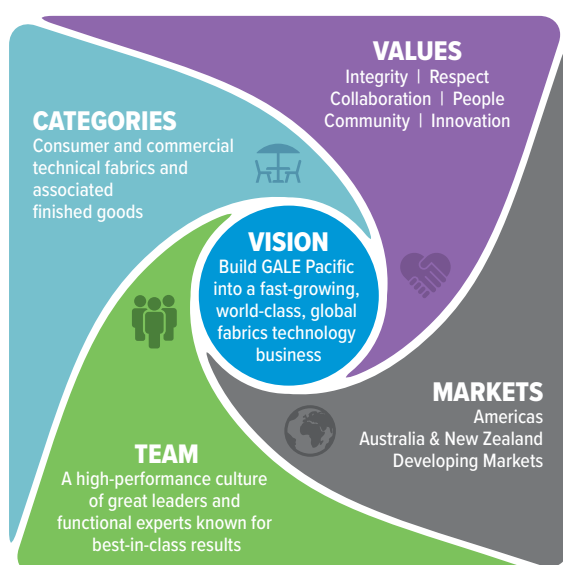 VALUES
Integrity | Respect
Collaboration | People
Community | Innovation
CATEGORIES
Consumer and commercial
technical fabrics and
associated
finished goods
VISION
Build GALE Pacific
into a fast-growing,
world-class, global
fabrics technology
business
MARKETS
Americas
Australia & New Zealand
Developing Markets
TEAM
A high-performance culture
of great leaders and
functional experts known for
best-in-class results